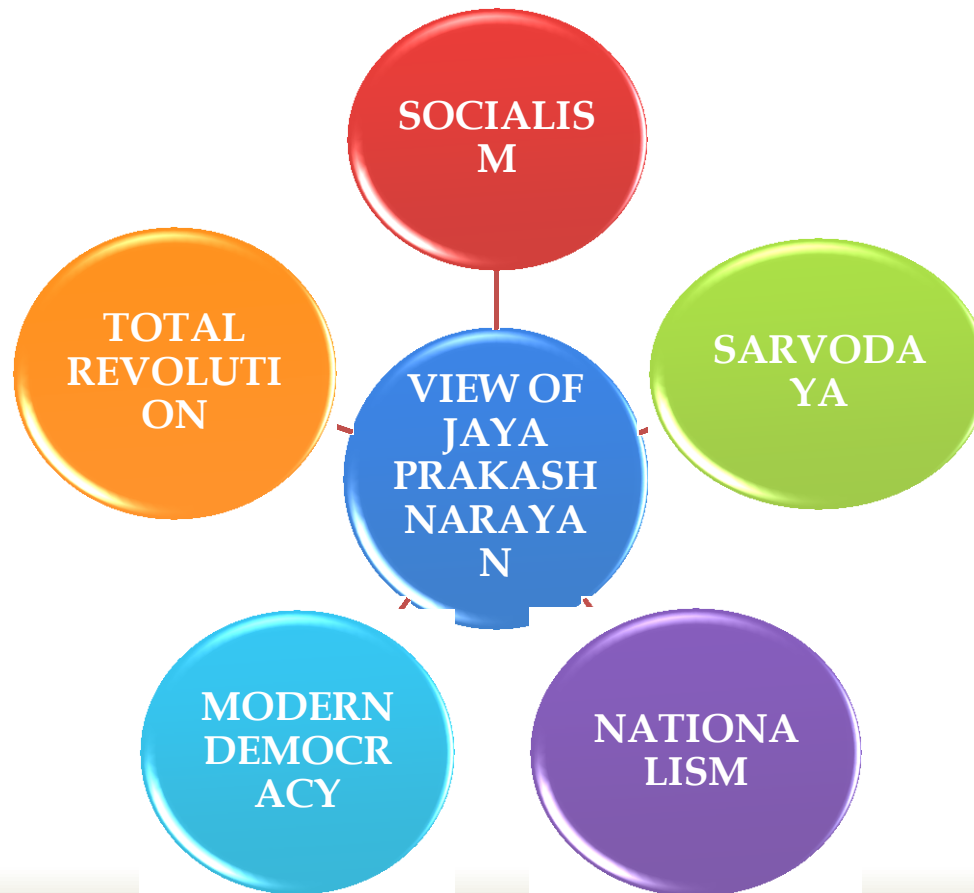 SOCIALIS
M
SARVODA
YA
NATIONA
LISM
MODERN
DEMOCR
ACY
TOTAL
REVOLUTI
ON
VIEW OF
JAYA
PRAKASH
NARAYA
N